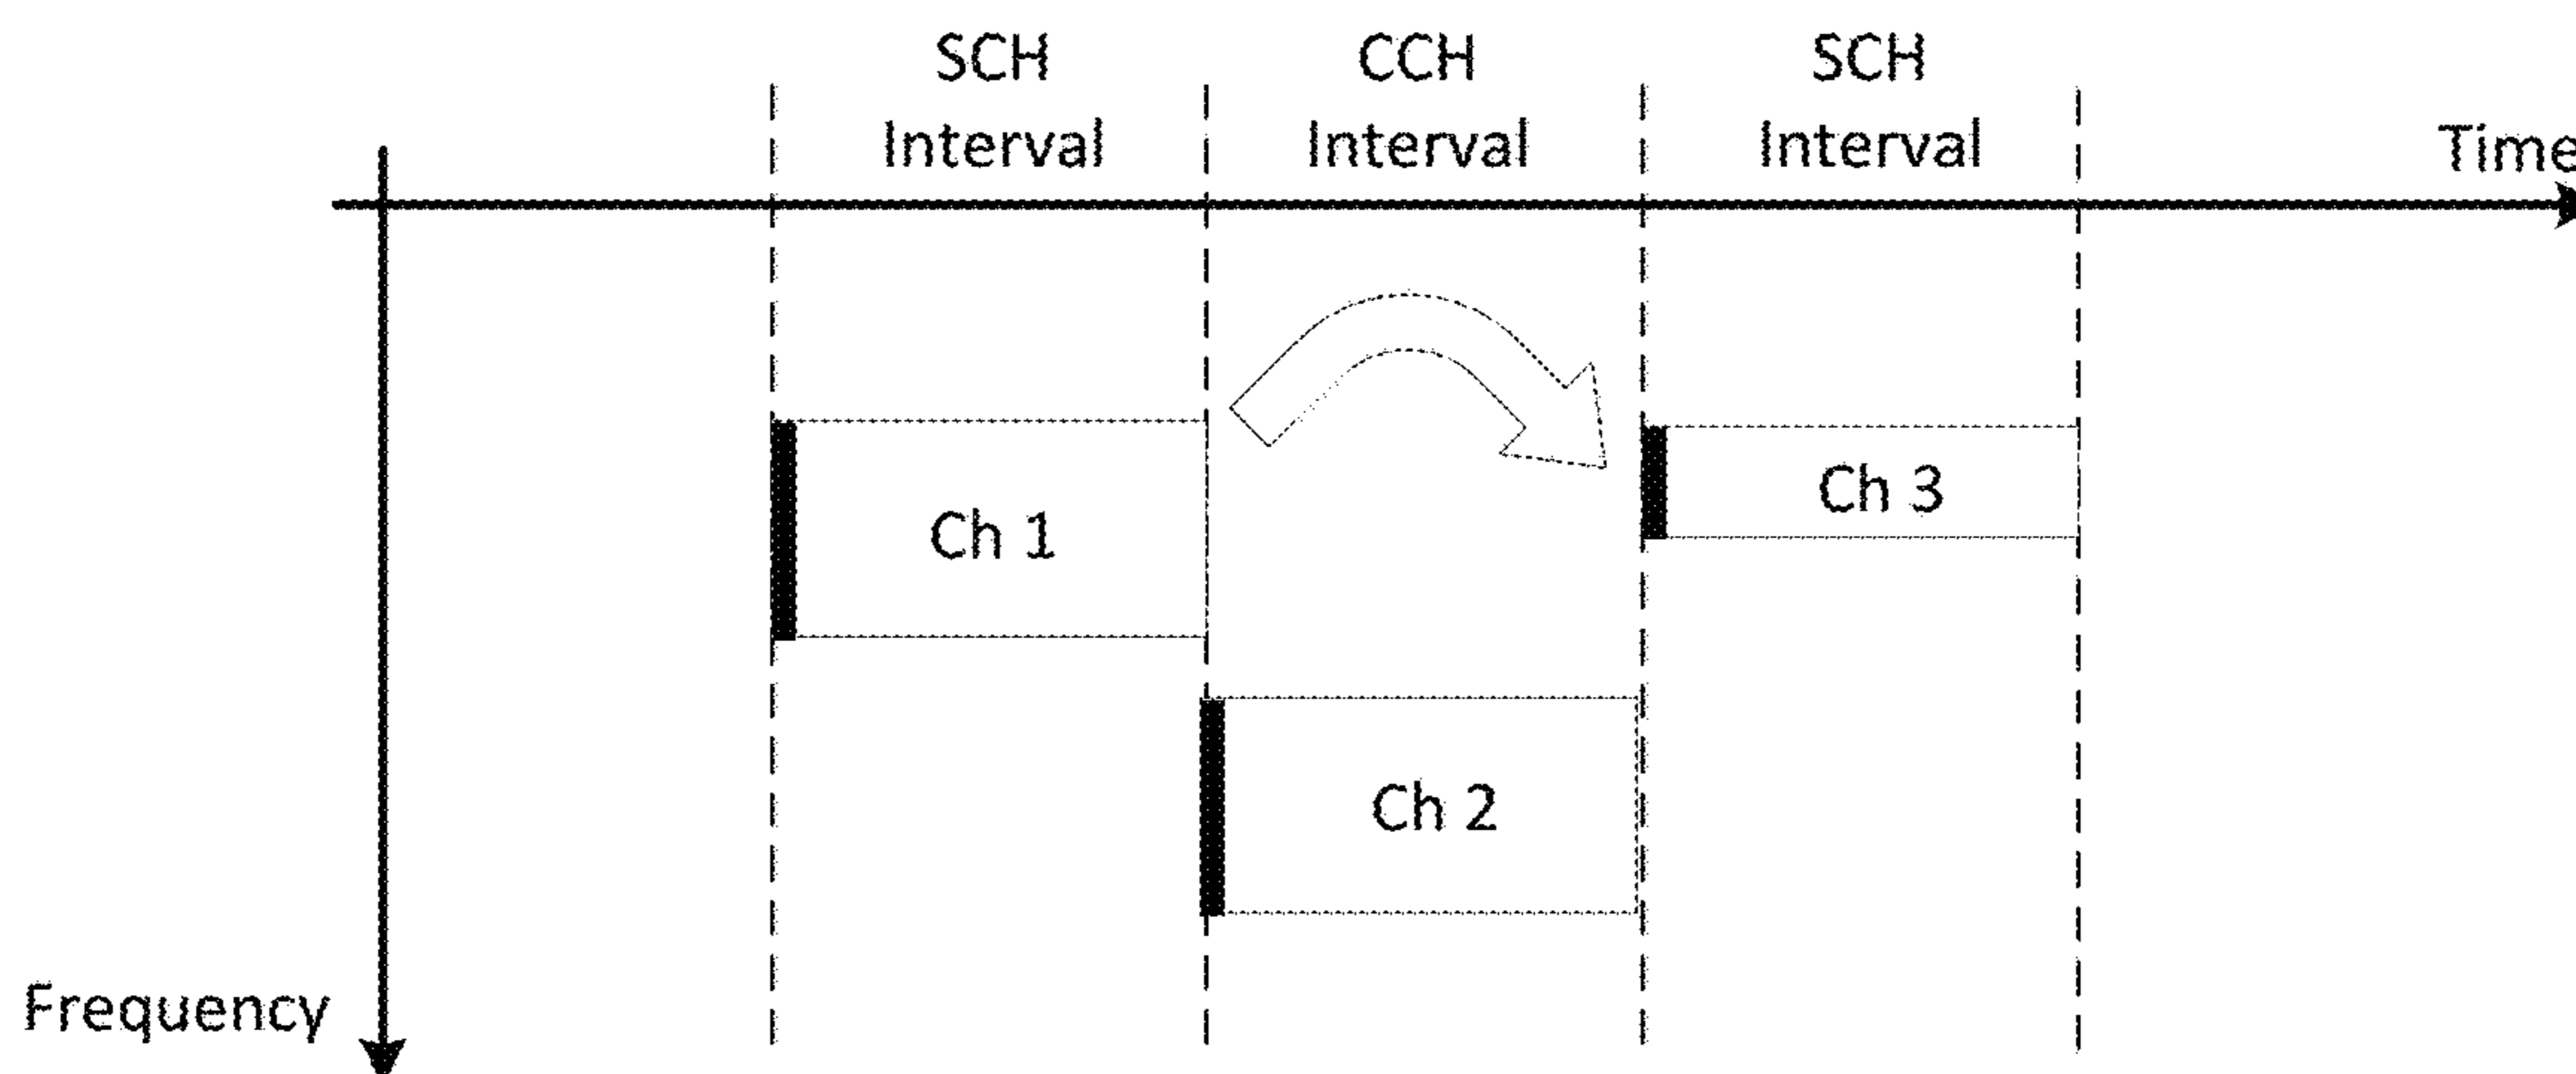 SCH
Interval
CCH
Interval
SCH
Interval
Time
Ch 1
Ch 3
Ch 2
Frequency